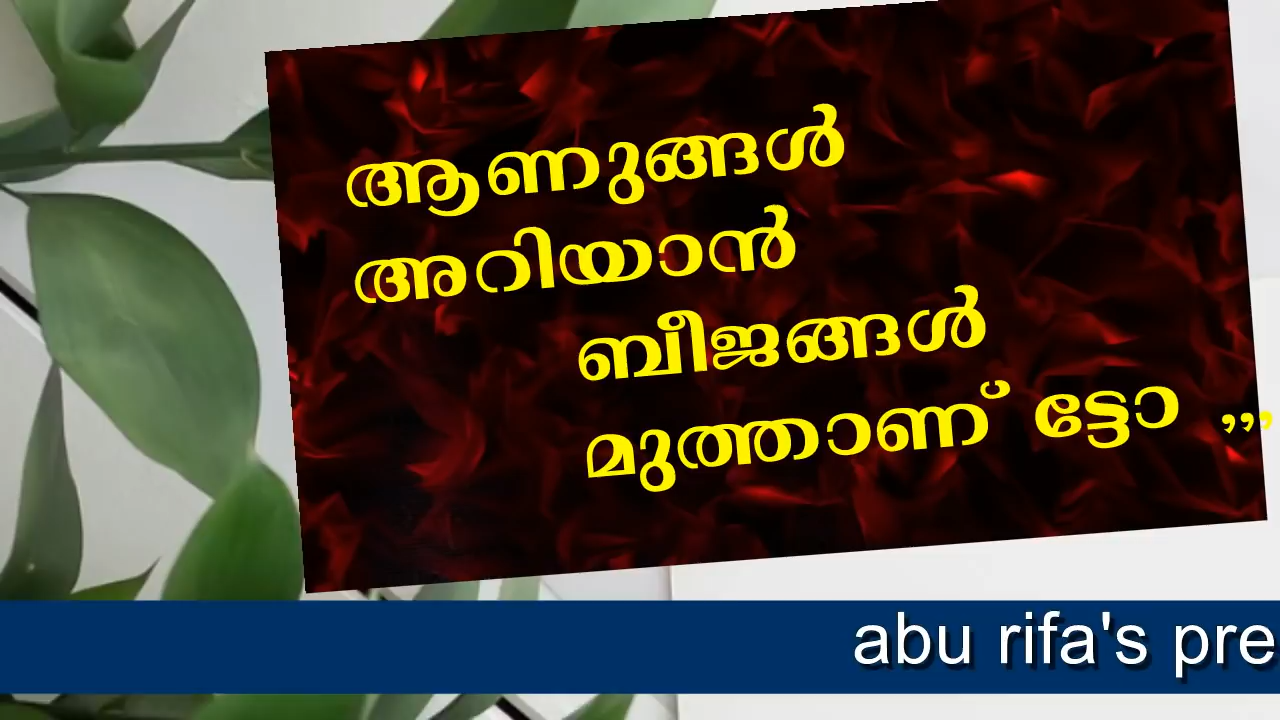 ആണുങ്ങൾ
അറിയാൻ
ബീജങ്ങൾ
മുത്താണ് ട്ടോ ,,,
abu rifa's pre